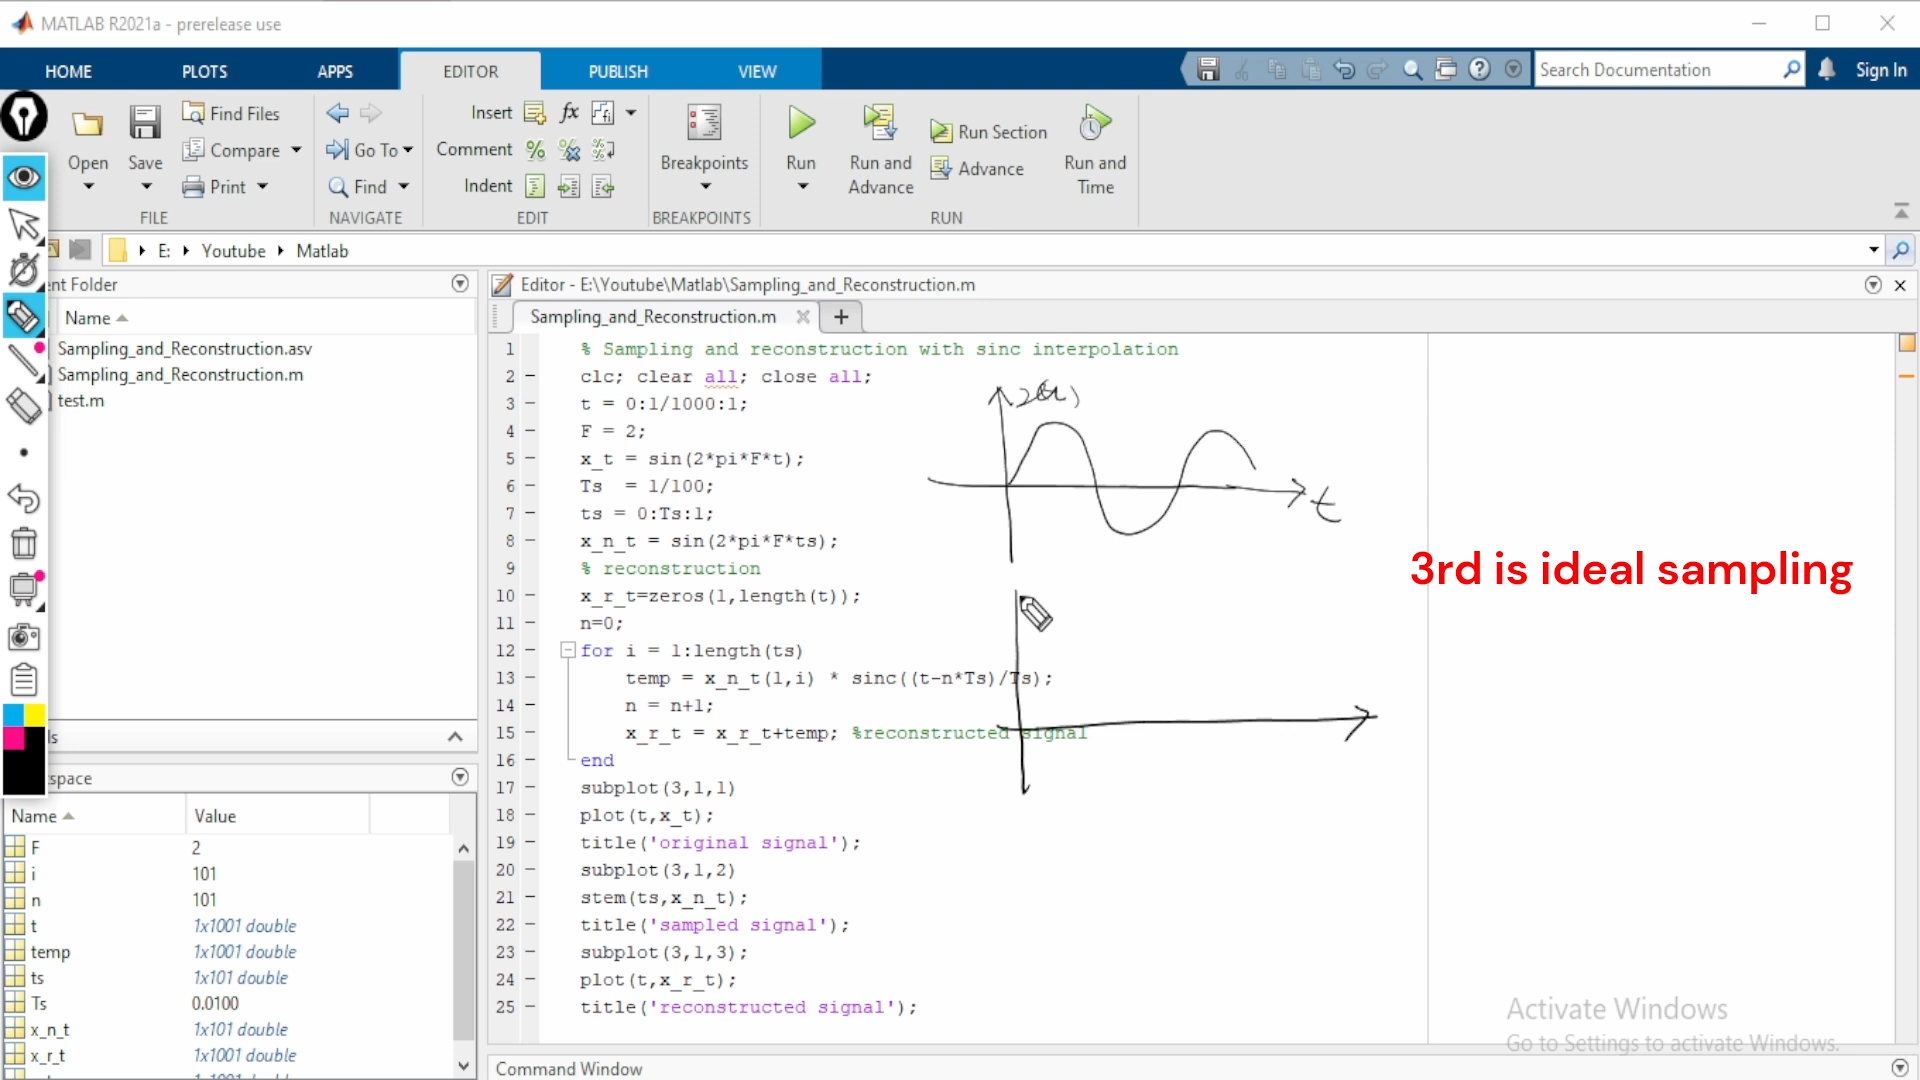 MATLAB R2021a - prerelease use
HOME PLOTS APPS EDITOR PUBLISH VIEW
Search Documentation
Sign In
Open
Save
Find Files
Compare
Print
FILE
Go To
Find
NAVIGATE
Insert
Comment
Indent
EDIT
Breakpoints
BREAKPOINTS
Run
Run and Advance
Run Section
Advance
Run and Time
RUN
E: Youtube Matlab
nt Folder
Name
Sampling_and_Reconstruction.asv
Sampling_and_Reconstruction.m
test.m
ls
space
Name Value
F 2
i 101
n 101
t 1x1001 double
temp 1x1001 double
ts 1x101 double
Ts 0.0100
x_n_t 1x101 double
x_r_t 1x1001 double
Editor - E:\Youtube\Matlab\Sampling_and_Reconstruction.m
Sampling_and_Reconstruction.m
1 % Sampling and reconstruction with sinc interpolation
2 clc; clear all; close all;
3 t = 0:1/1000:1;
4 F = 2;
5 x_t = sin(2*pi*F*t);
6 Ts = 1/100;
7 ts = 0:Ts:1;
8 x_n_t = sin(2*pi*F*ts);
9 % reconstruction
10 x_r_t=zeros(1,length(t));
11 n=0;
12 for i = 1:length(ts)
13 temp = x_n_t(1,i) * sinc((t-n*Ts)/Ts);
14 n = n+1;
15 x_r_t = x_r_t+temp; %reconstructed signal
16 end
17 subplot(3,1,1)
18 plot(t,x_t);
19 title('original signal');
20 subplot(3,1,2)
21 stem(ts,x_n_t);
22 title('sampled signal');
23 subplot(3,1,3);
24 plot(t,x_r_t);
25 title('reconstructed signal');
t
3rd is ideal sampling
Activate Windows
Go to Settings to activate Windows.
Command Window